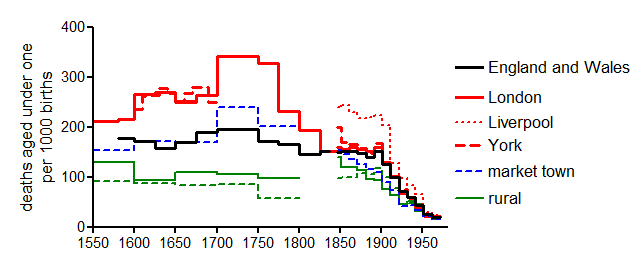 deaths aged under one
per 1000 births
400
300
200
100
0
1550 1600 1650 1700 1750 1800 1850 1900 1950
England and Wales
London
Liverpool
York
market town
rural